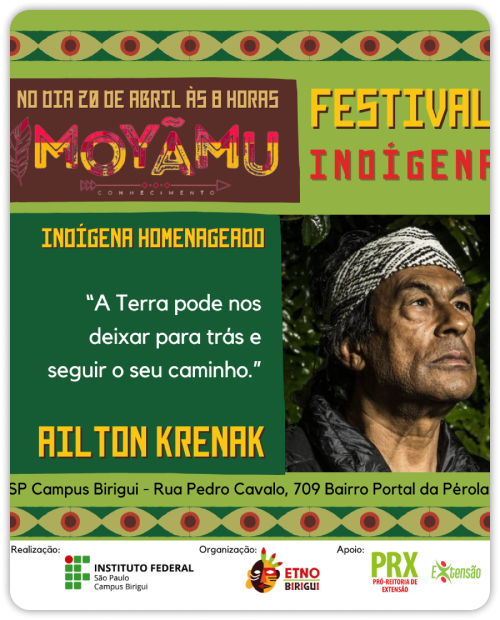 NO DIA 20 DE ABRIL ÀS 8 HORAS
MOYÃMU
CONHECIMENTO
FESTIVAL
INDÍGENA
INDÍGENA HOMENAGEADO
“A Terra pode nos
deixar para trás e
seguir o seu caminho.”
AILTON KRENAK
SP Campus Birigui - Rua Pedro Cavalo, 709 Bairro Portal da Pérola
Realização:
INSTITUTO FEDERAL
São Paulo
Campus Birigui
Organização:
ETNO
BIRIGUI
Apoio:
PRX
PRÓ-REITORIA DE
EXTENSÃO
Extensão